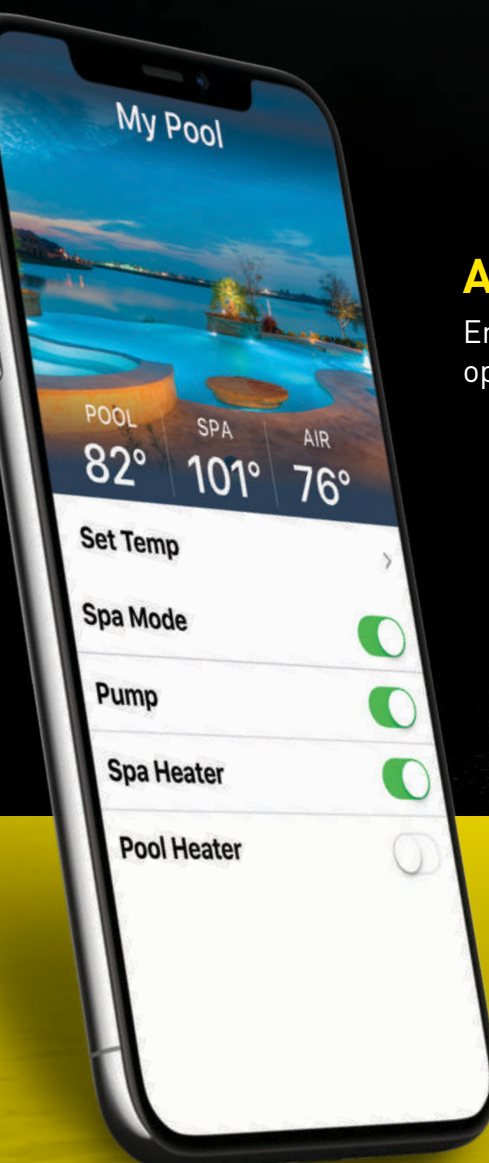 My Pool
POOL SPA AIR
82° 101° 76°
Set Temp
Spa Mode
Pump
Spa Heater
Pool Heater